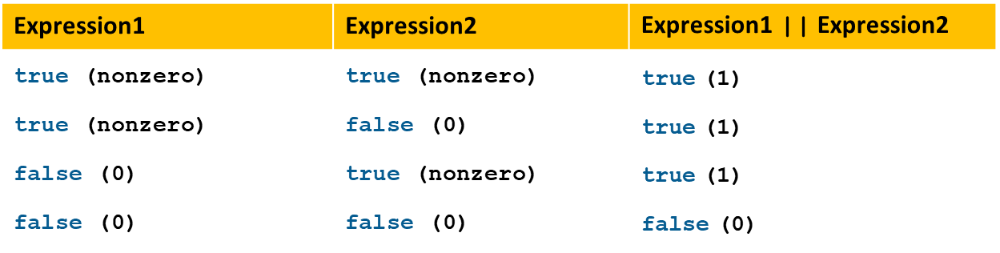 Expression1 Expression2 Expression1 || Expression2
true (nonzero) true (nonzero) true (1)
true (nonzero) false (0) true (1)
false (0) true (nonzero) true (1)
false (0) false (0) false (0)